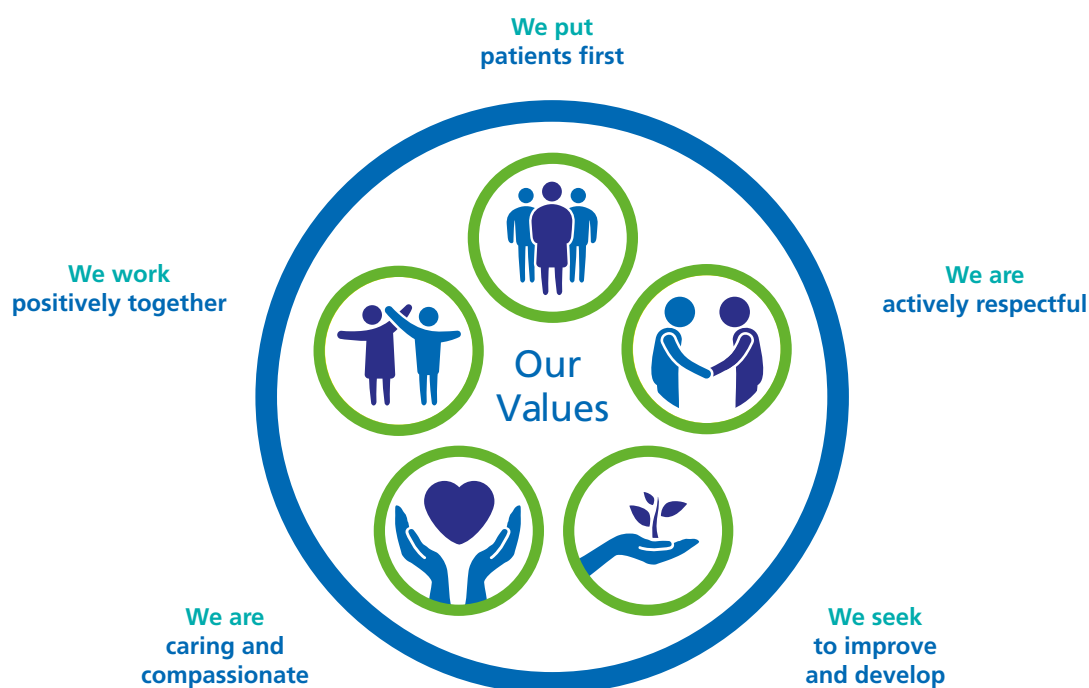 We put
patients first
We work
positively together
We are
actively respectful
Our
Values
We are
caring and
compassionate
We seek
to improve
and develop